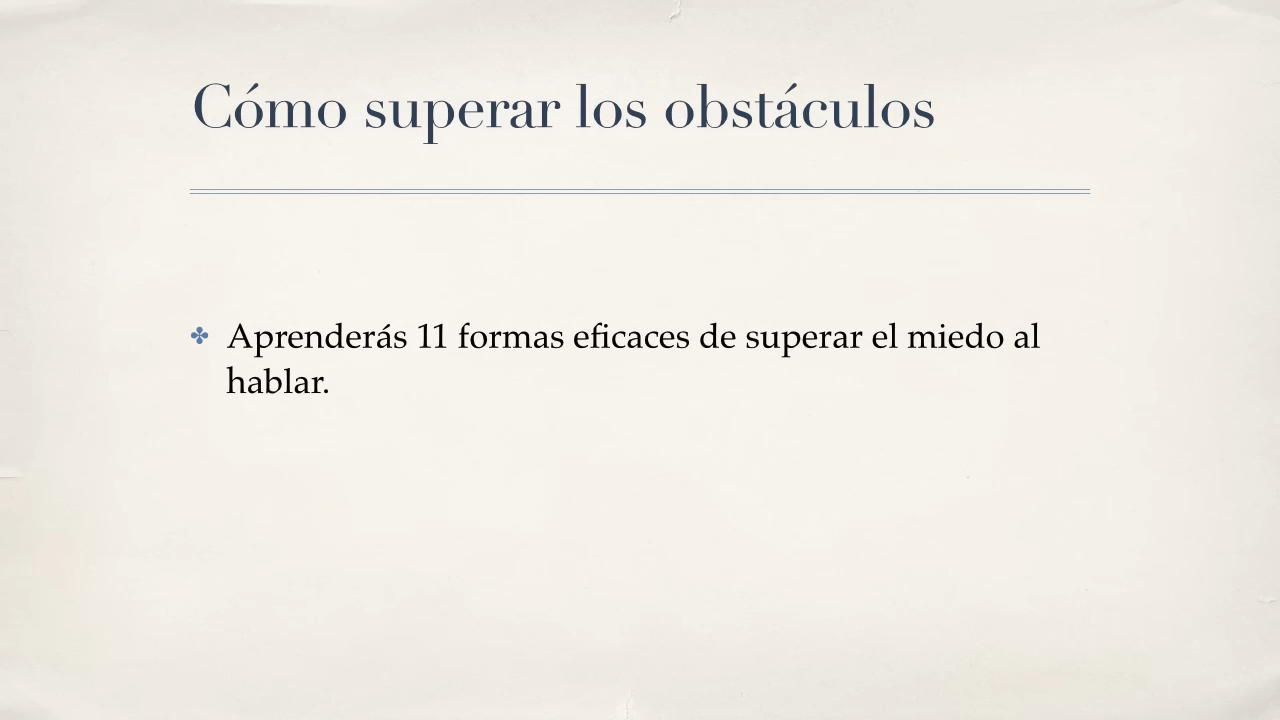 Cómo superar los obstáculos
✤ Aprenderás 11 formas eficaces de superar el miedo al
hablar.